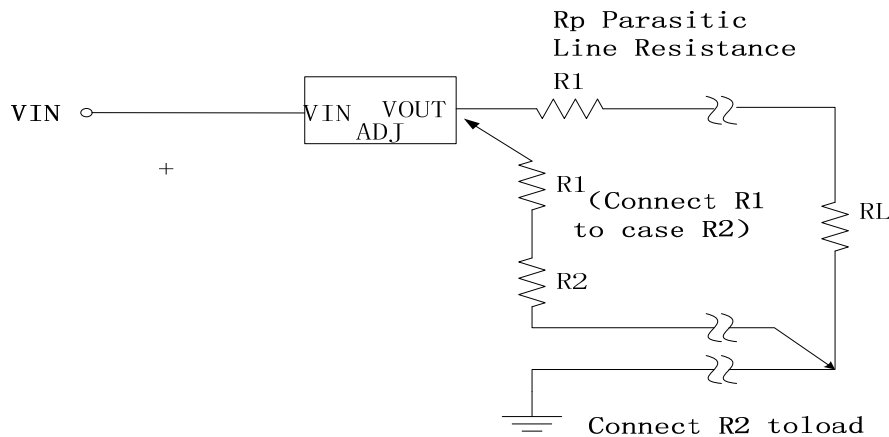 Rp Parasitic
Line Resistance
R1
VIN
VIN
VOUT
ADJ
+
R1
(Connect R1
to case R2)
RL
R2
Connect R2 toload